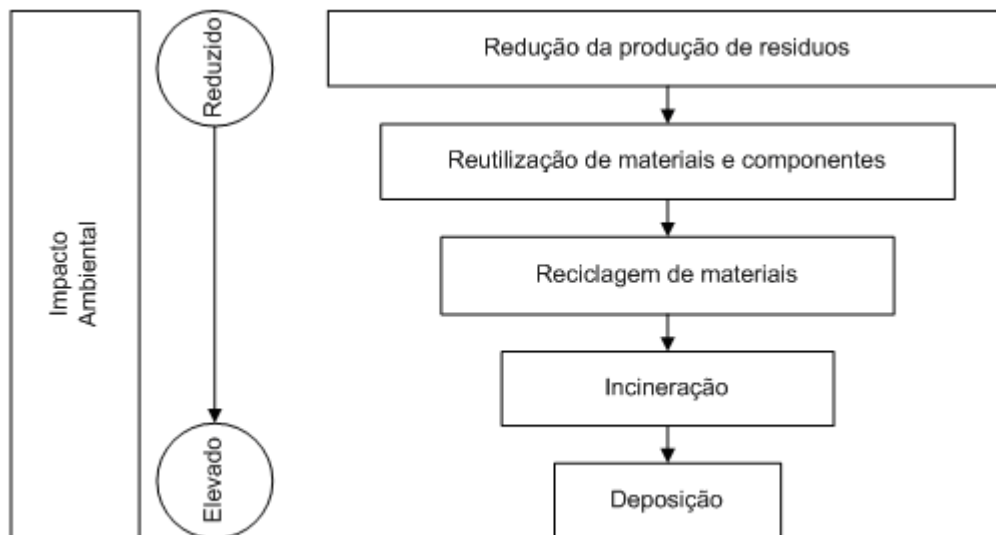 Impacto
Ambiental
Reduzido
Elevado
Redução da produção de residuos
Reutilização de materiais e componentes
Reciclagem de materiais
Incineração
Deposição